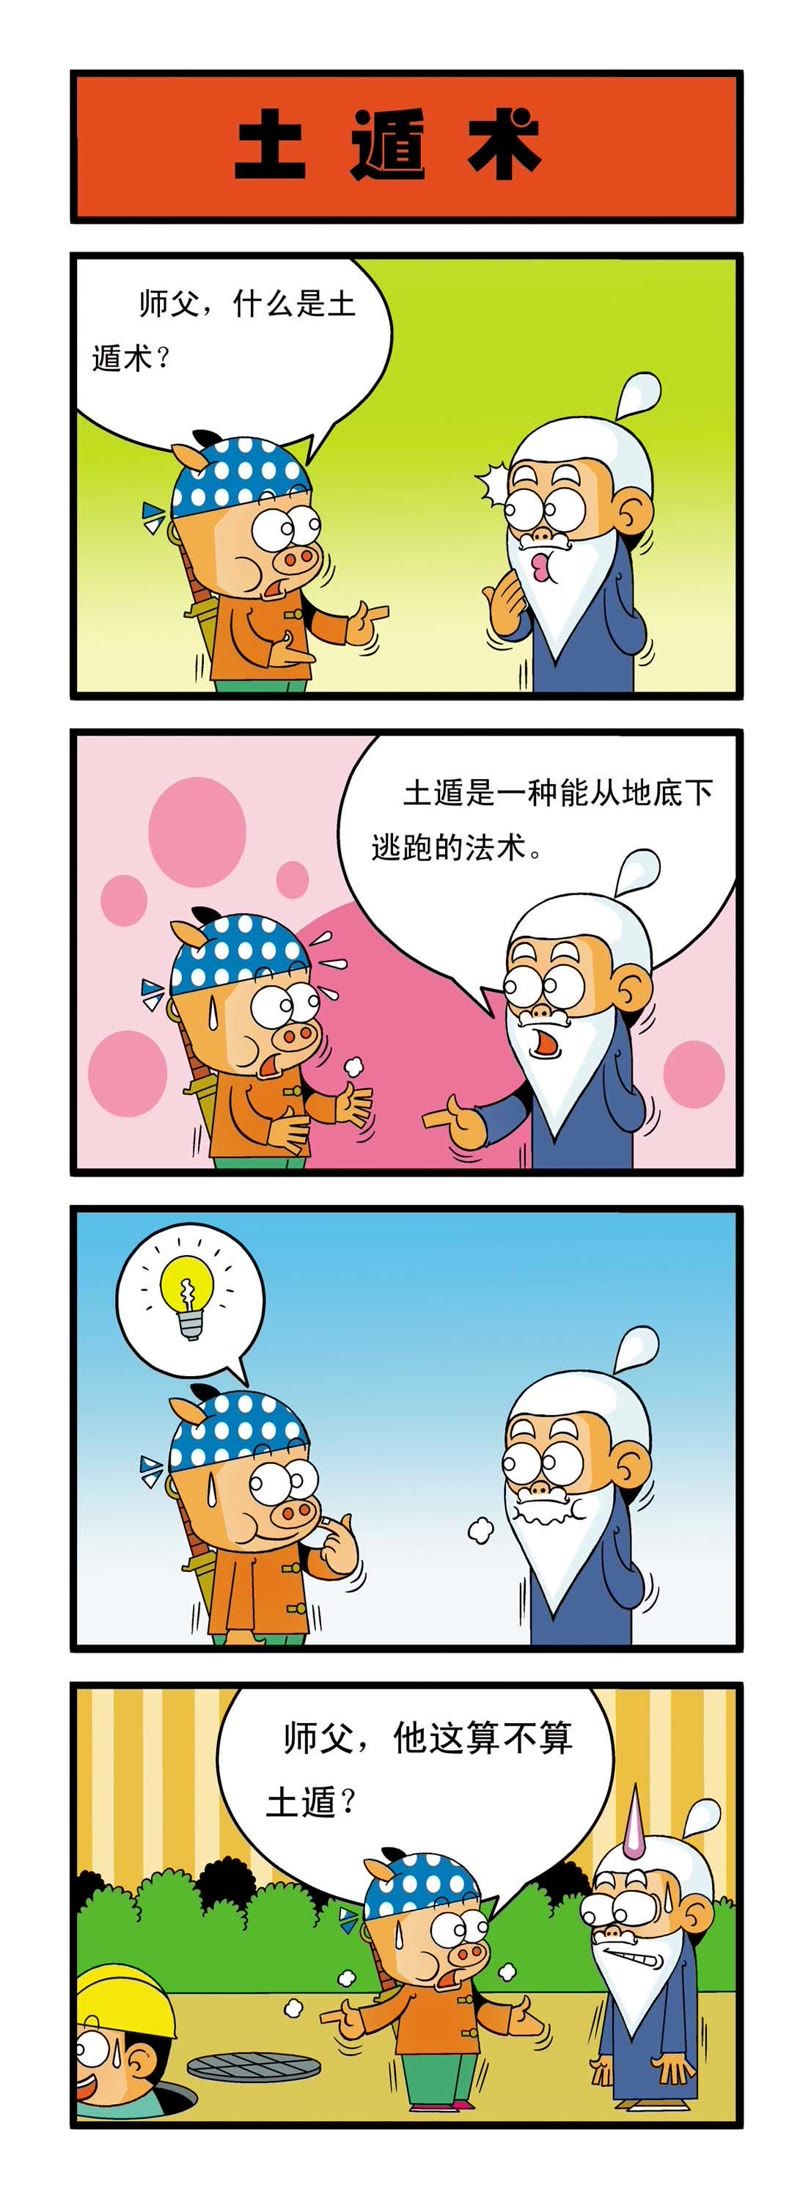 土遁术
师父，什么是土
遁术？
土遁是一种能从地底下
逃跑的法术。
师父，他这算不算
土遁？